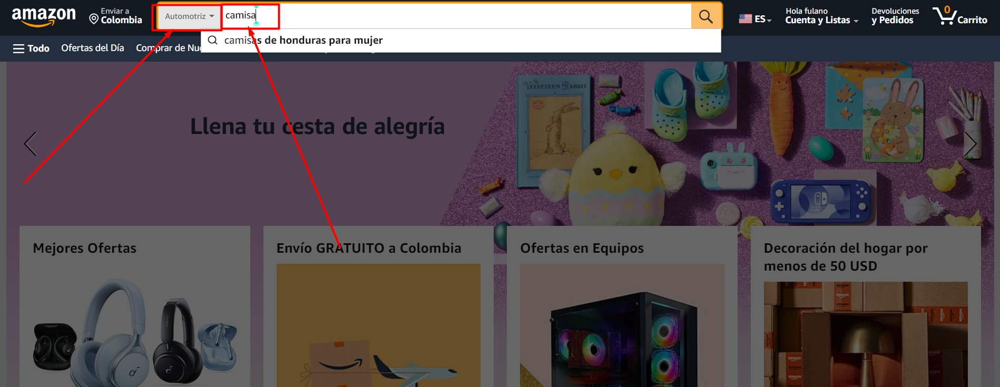 amazon
Enviar a
Colombia
Automotriz
camisa
ES
Hola fulano
Cuenta y Listas
Devoluciones
y Pedidos
0
Carrito
camisas de honduras para mujer
Todo
Ofertas del Día
Comprar de Nu
Llena tu cesta de alegría
The
VELVETEEN RABBIT
SWITCH
Mejores Ofertas
Envío GRATUITO a Colombia
Ofertas en Equipos
Decoración del hogar por
menos de 50 USD